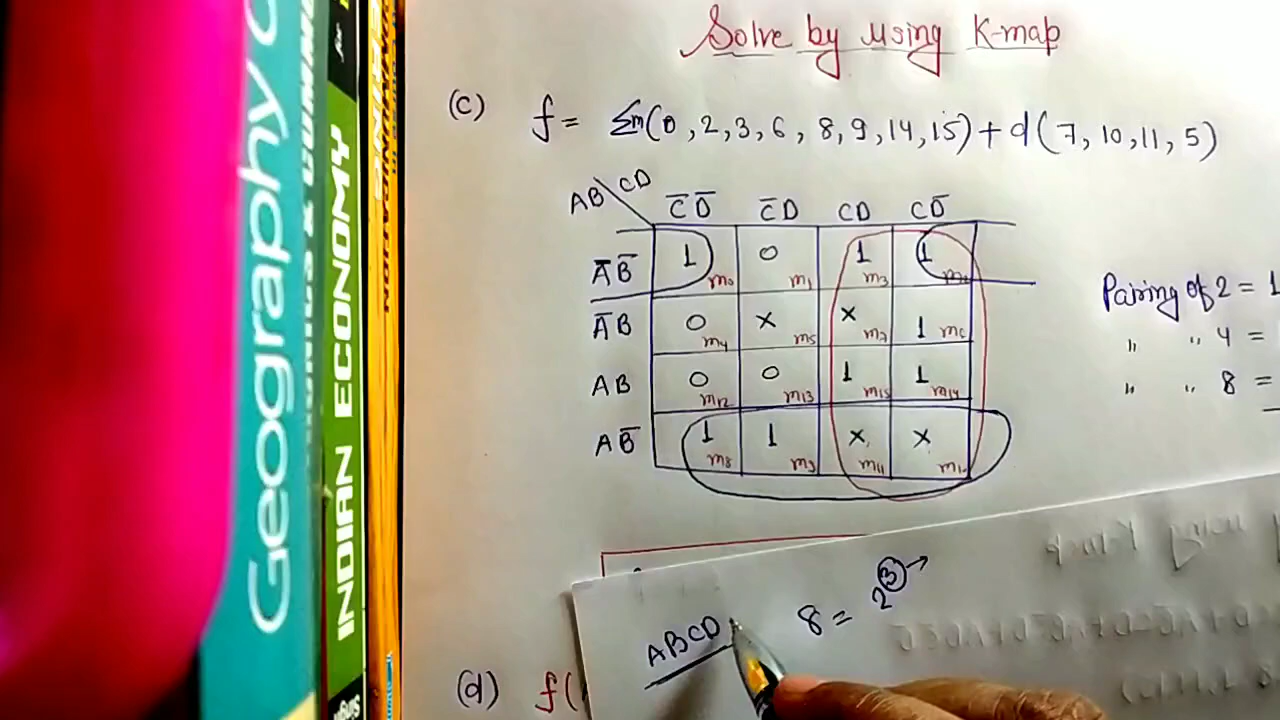 Solve by using K-map
(c) f = Σm(0, 2, 3, 6, 8, 9, 14, 15) + d(7, 10, 11, 5)
AB\CD C̅D̅ C̅D CD CD̅
A̅B̅ 1 m₀ 0 m₁ 1 m₃ 1
A̅B 0 m₄ x m₅ x m₇ 1 m₆
AB 0 m₁₂ 0 m₁₃ 1 m₁₅ 1 m₁₄
AB̅ 1 m₈ 1 m₉ x m₁₁ x
Pairing of 2 = 1
" " 4 =
" " 8 =
8 = 2³ →
ABCD
(d) f(
Geography
INDIAN ECONOMY
for
Singh